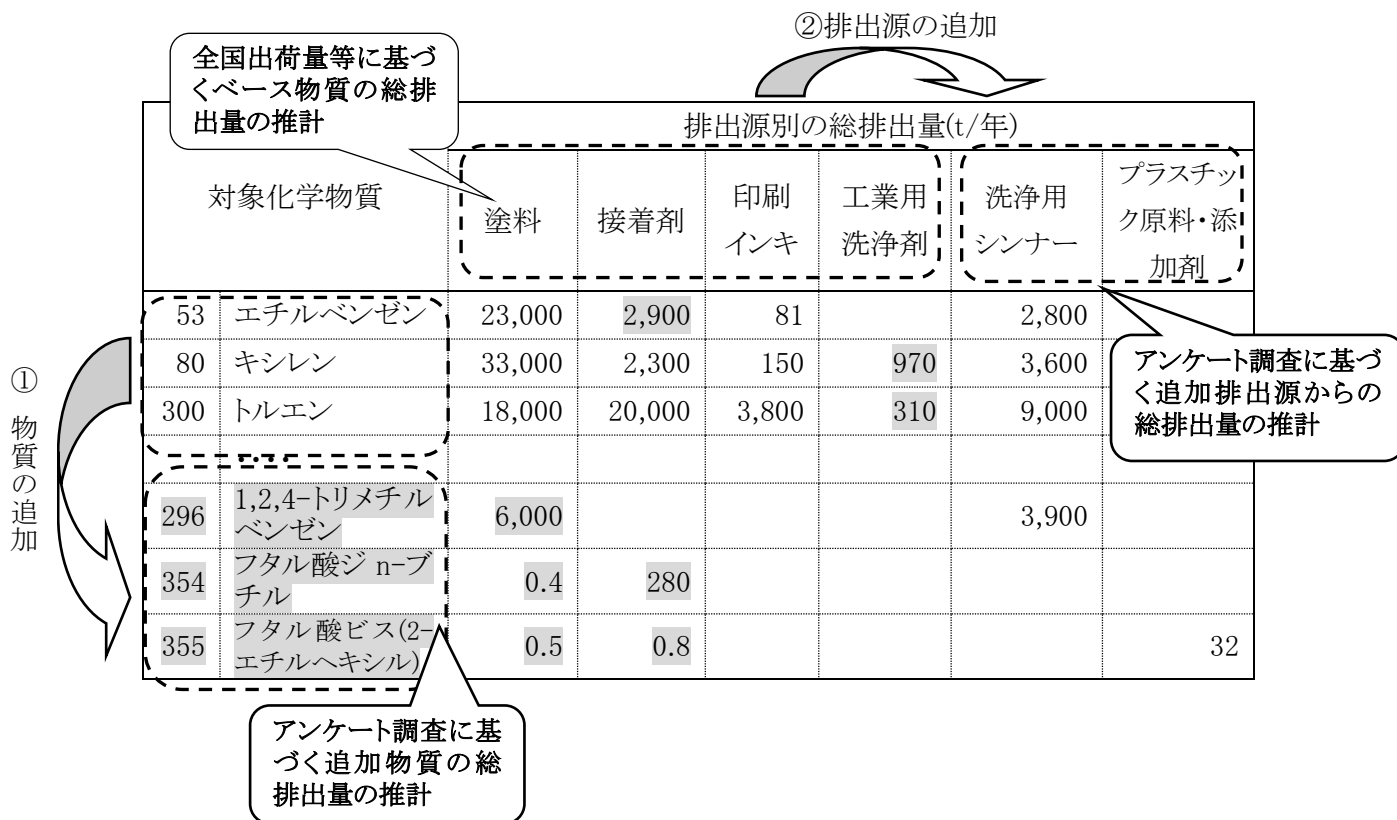 ②排出源の追加
全国出荷量等に基づ
くベース物質の総排
出量の推計
排出源別の総排出量(t/年)
対象化学物質
塗料
接着剤
印刷
インキ
工業用
洗浄剤
洗浄用
シンナー
プラスチッ
ク原料・添
加剤
53 エチルベンゼン 23,000 2,900 81 2,800
80 キシレン 33,000 2,300 150 970 3,600
300 トルエン 18,000 20,000 3,800 310 9,000
・・・・
296 1,2,4-トリメチル
ベンゼン 6,000 3,900
354 フタル酸ジ n-ブ
チル 0.4 280
355 フタル酸ビス(2-
エチルヘキシル) 0.5 0.8 32
① 物質の追加
アンケート調査に基づ
く追加排出源からの
総排出量の推計
アンケート調査に基
づく追加物質の総
排出量の推計